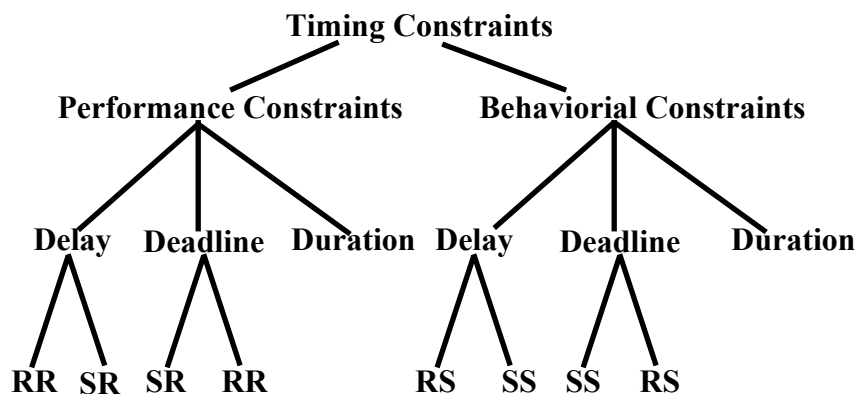 Timing Constraints
Performance Constraints Behaviorial Constraints
Delay Deadline Duration Delay Deadline Duration
RR SR SR RR RS SS SS RS